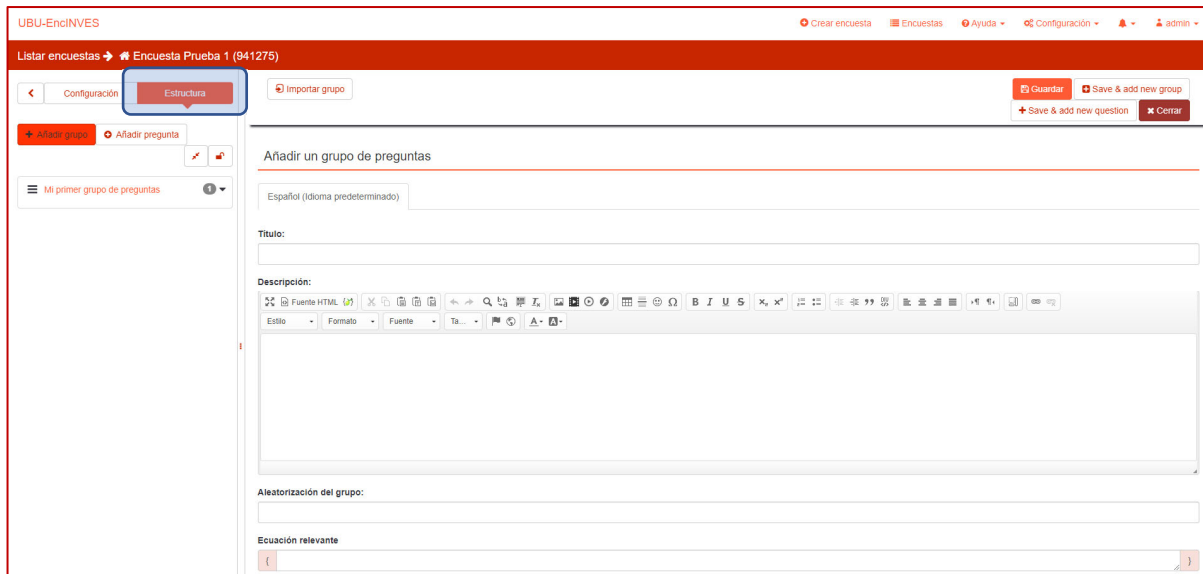 UBU-EncINVES Crear encuesta Encuestas Ayuda Configuración admin
Listar encuestas Encuesta Prueba 1 (941275)
Configuración Estructura Importar grupo Guardar Save & add new group
Save & add new question Cerrar
Añadir grupo Añadir pregunta
Añadir un grupo de preguntas
Mi primer grupo de preguntas 1
Español (Idioma predeterminado)
Título:
Descripción:
Fuente HTML B I U S
Estilo Formato Fuente Ta... A A
Aleatorización del grupo:
Ecuación relevante
{ }